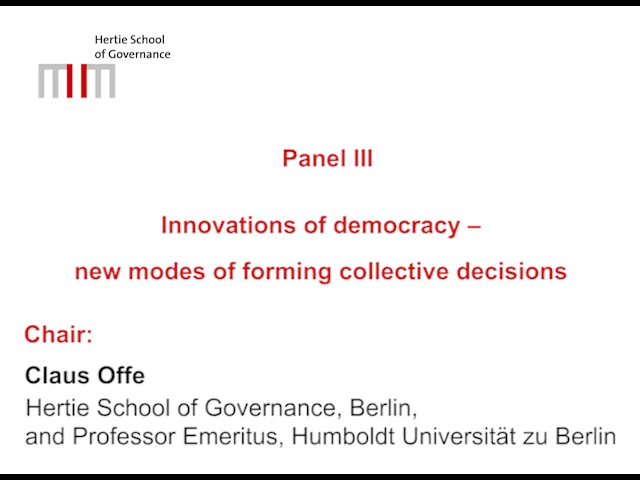 Hertie School
of Governance
Panel III
Innovations of democracy –
new modes of forming collective decisions
Chair:
Claus Offe
Hertie School of Governance, Berlin,
and Professor Emeritus, Humboldt Universität zu Berlin